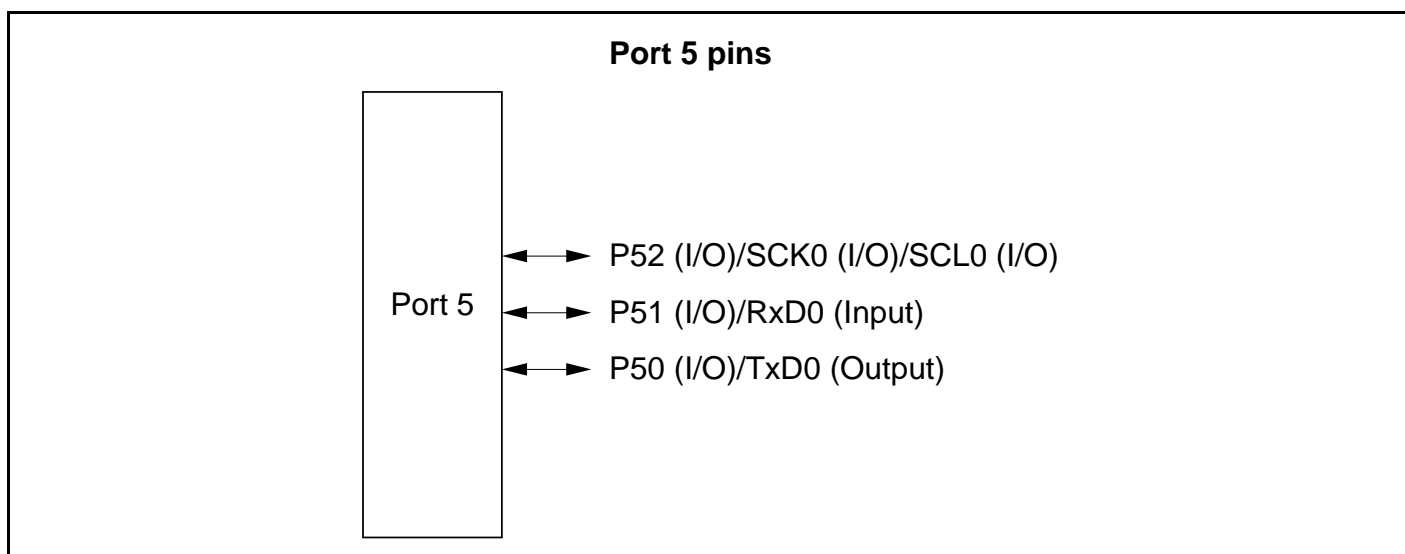 Port 5 pins
P52 (I/O)/SCK0 (I/O)/SCL0 (I/O)
Port 5
P51 (I/O)/RxD0 (Input)
P50 (I/O)/TxD0 (Output)